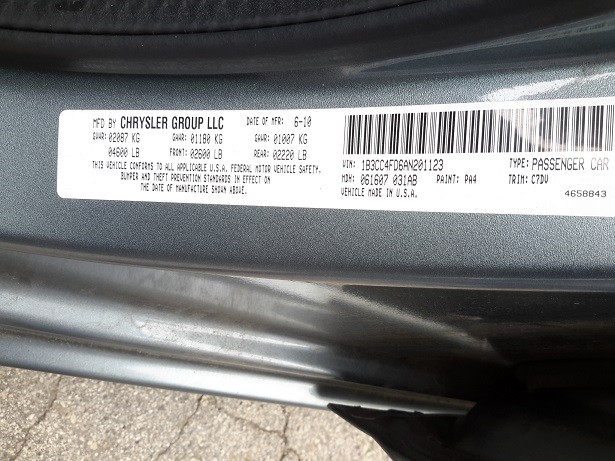 MFD BY CHRYSLER GROUP LLC DATE OF MFR: 6-10
GVWR: 02087 KG GAWR: 01180 KG GAWR: 01007 KG
04600 LB FRONT: 02600 LB REAR: 02220 LB
THIS VEHICLE CONFORMS TO ALL APPLICABLE U.S.A. FEDERAL MOTOR VEHICLE SAFETY,
BUMPER AND THEFT PREVENTION STANDARDS IN EFFECT ON
THE DATE OF MANUFACTURE SHOWN ABOVE.
VIN: 1B3CC4FD6AN201123 TYPE: PASSENGER CAR
MDH: 061607 031AB PAINT: PA4 TRIM: C7DV
VEHICLE MADE IN U.S.A. 4658843